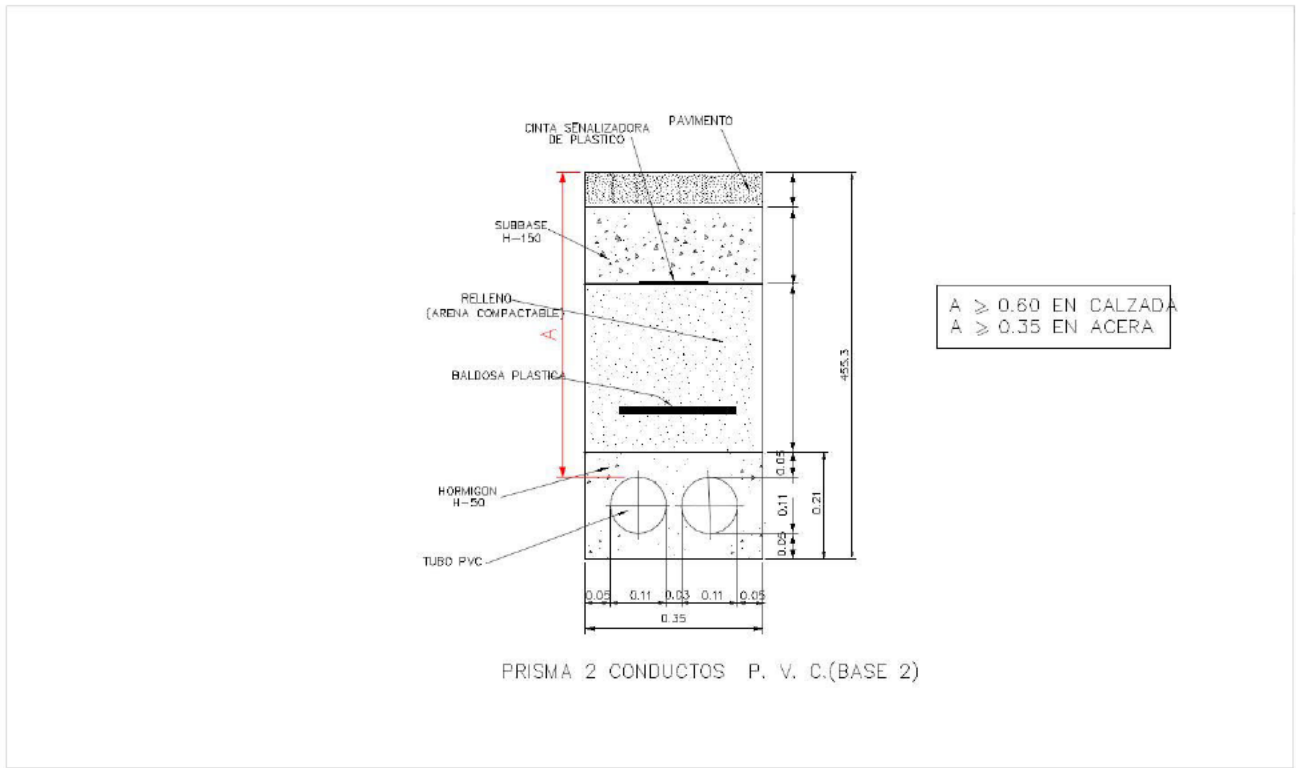 CINTA SENALIZADORA
DE PLASTICO
PAVIMENTO
SUBBASE
H-150
RELLENO
(ARENA COMPACTABLE)
A
BALDOSA PLASTICA
HORMIGON
H-50
TUBO PVC
455.3
0.05
0.11
0.05
0.21
0.05
0.11
0.03
0.11
0.05
0.35
A ⩾ 0.60 EN CALZADA
A ⩾ 0.35 EN ACERA
PRISMA 2 CONDUCTOS P. V. C.(BASE 2)